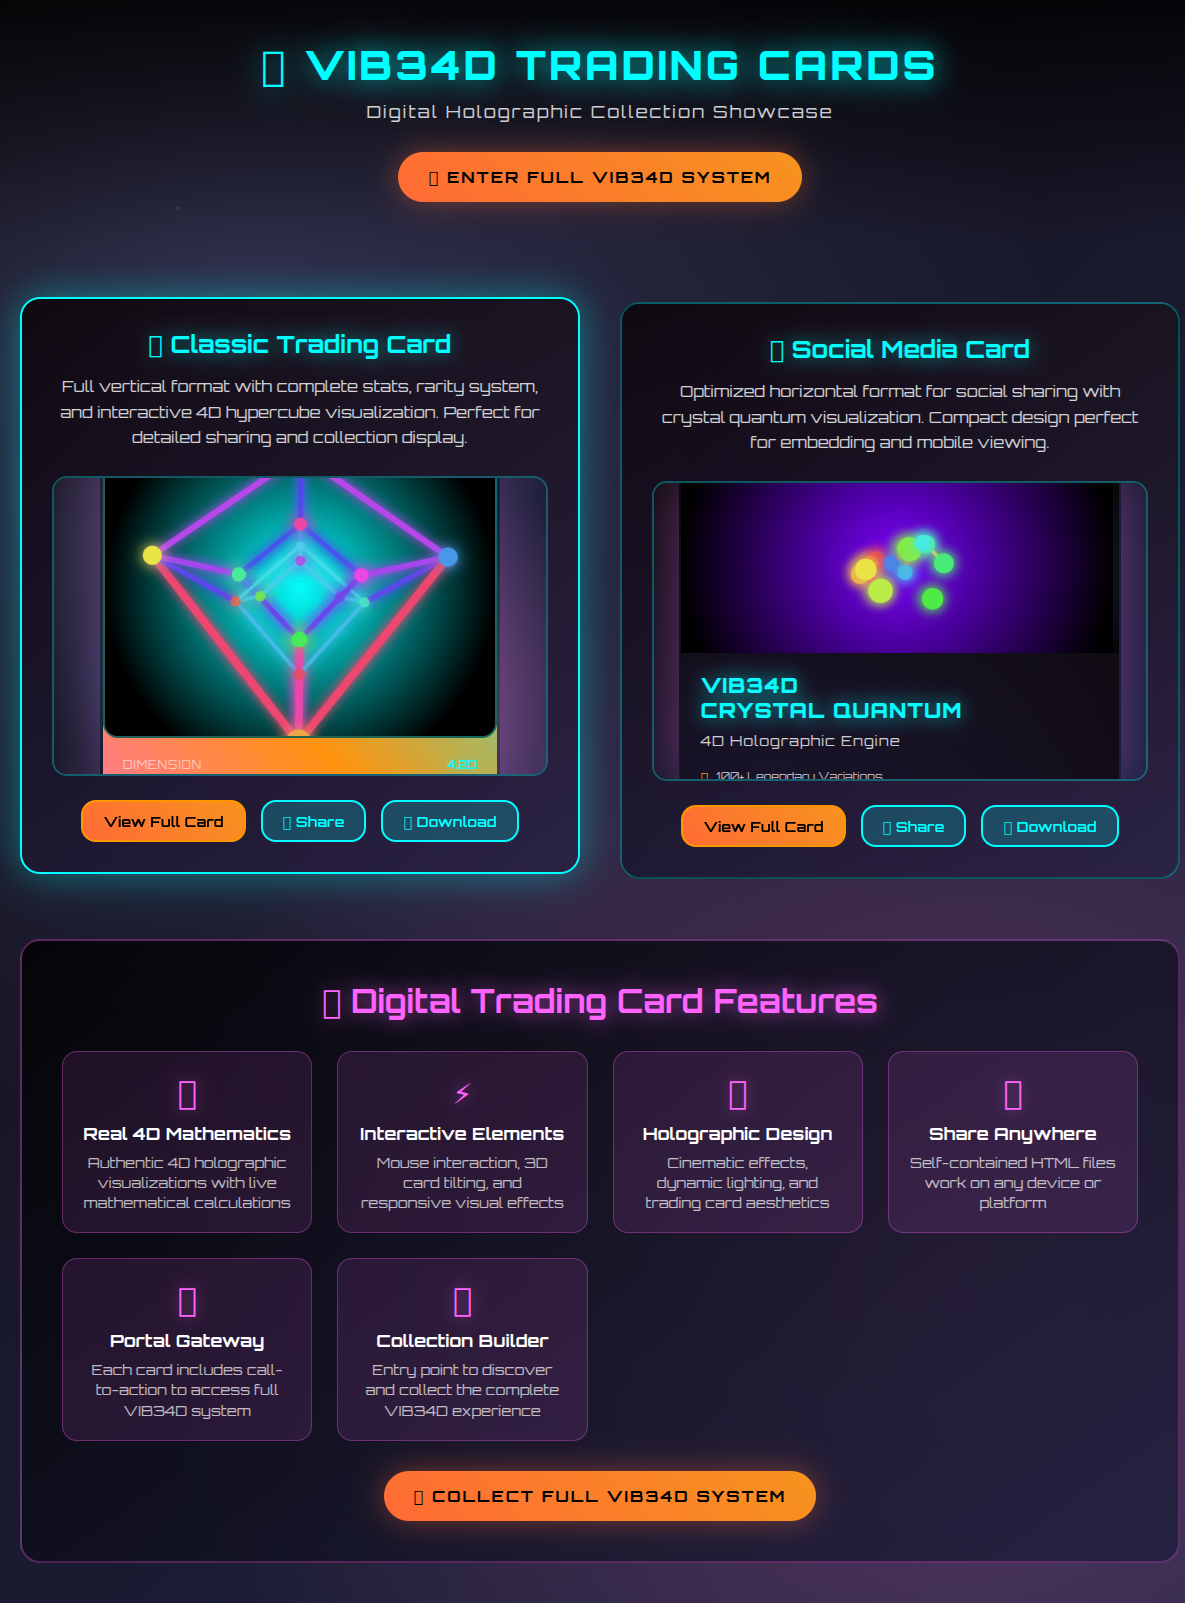 VIB34D TRADING CARDS
Digital Holographic Collection Showcase
ENTER FULL VIB34D SYSTEM
Classic Trading Card
Full vertical format with complete stats, rarity system,
and interactive 4D hypercube visualization. Perfect for
detailed sharing and collection display.
DIMENSION 4.2D
View Full Card
Share
Download
Social Media Card
Optimized horizontal format for social sharing with
crystal quantum visualization. Compact design perfect
for embedding and mobile viewing.
VIB34D
CRYSTAL QUANTUM
4D Holographic Engine
100+ Legendary Variations
View Full Card
Share
Download
Digital Trading Card Features
Real 4D Mathematics
Authentic 4D holographic
visualizations with live
mathematical calculations
⚡
Interactive Elements
Mouse interaction, 3D
card tilting, and
responsive visual effects
Holographic Design
Cinematic effects,
dynamic lighting, and
trading card aesthetics
Share Anywhere
Self-contained HTML files
work on any device or
platform
Portal Gateway
Each card includes call-
to-action to access full
VIB34D system
Collection Builder
Entry point to discover
and collect the complete
VIB34D experience
COLLECT FULL VIB34D SYSTEM